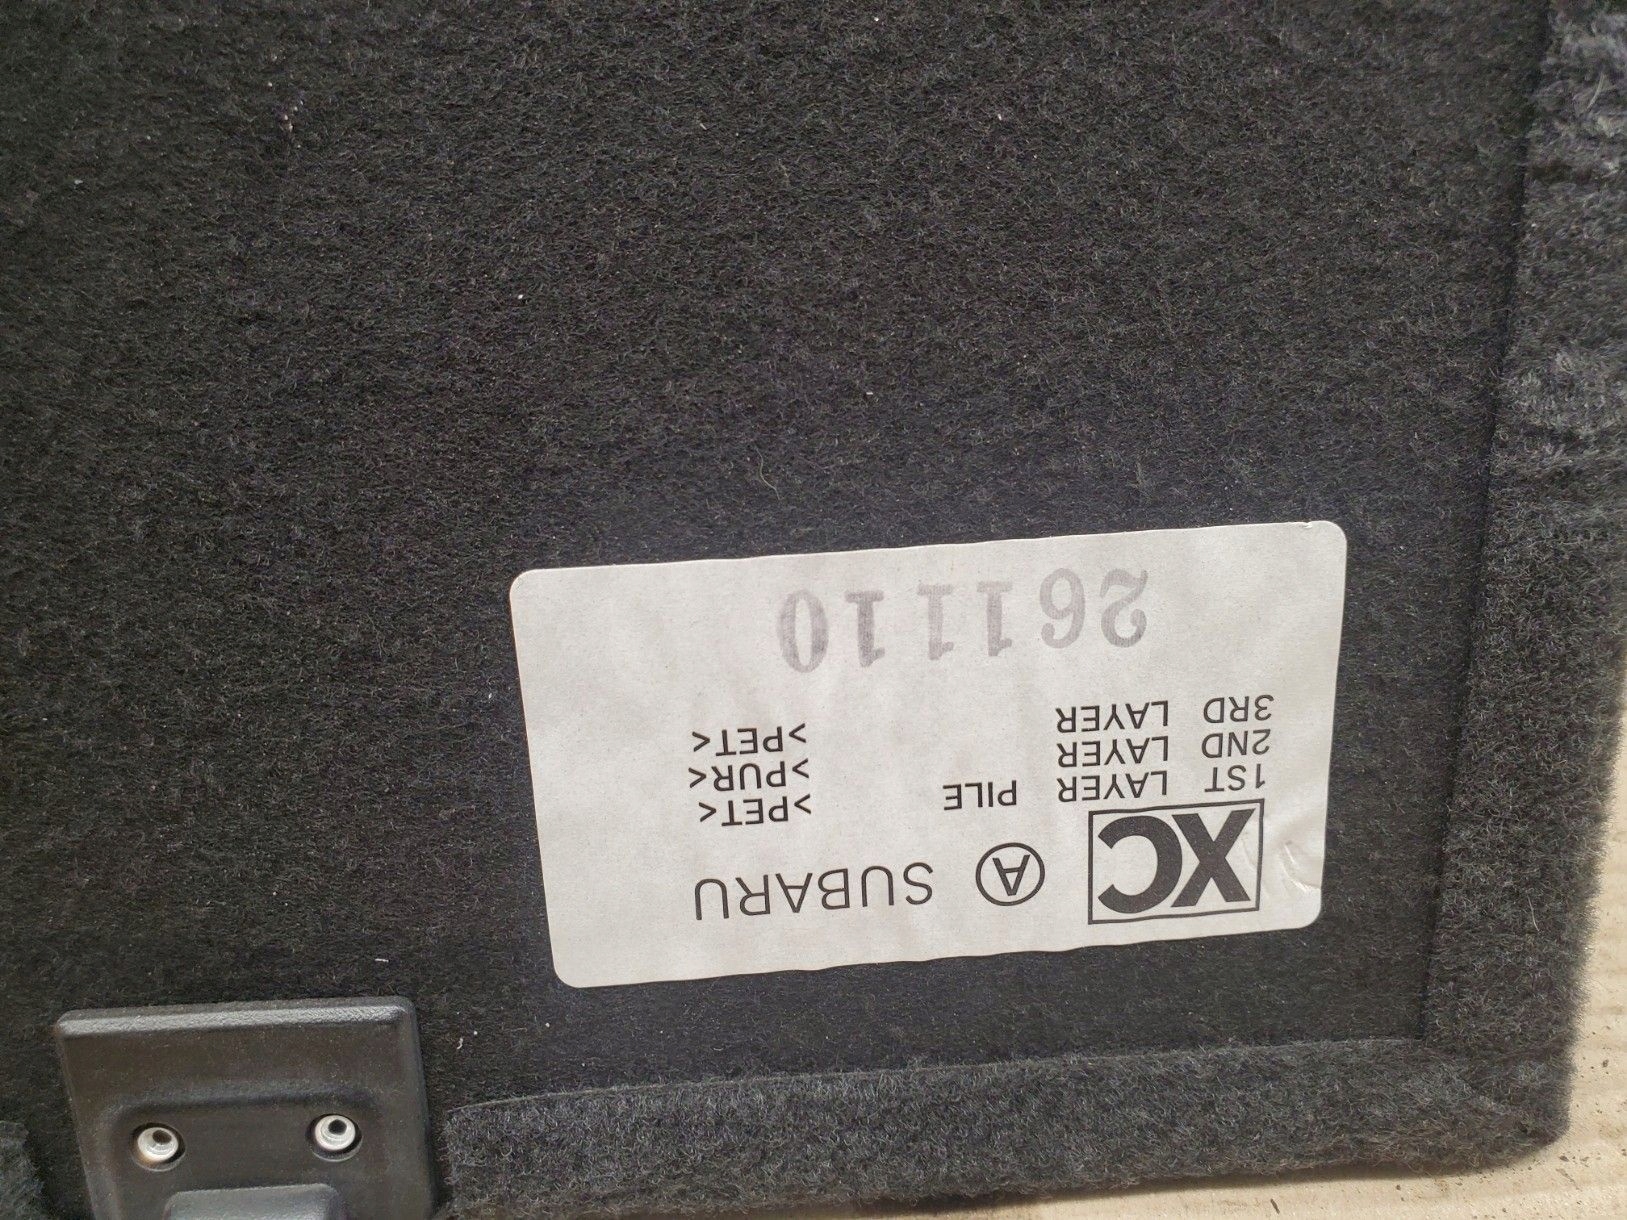 XC Ⓐ SUBARU
1ST LAYER PILE >PET<
2ND LAYER >PUR<
3RD LAYER >PET<
261110